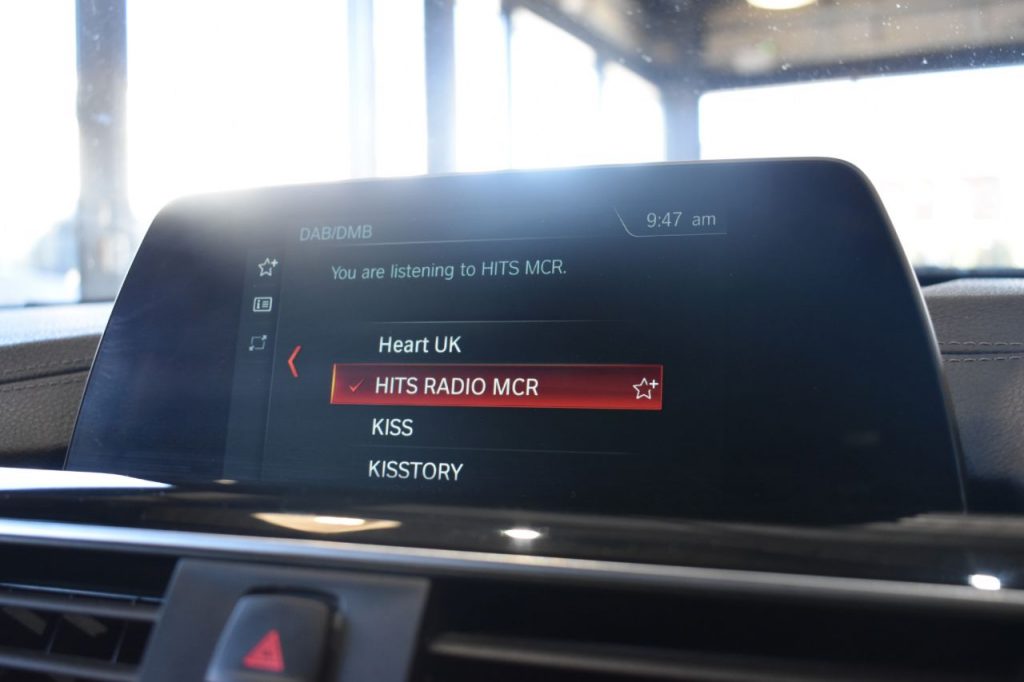 DAB/DMB
9:47 am
You are listening to HITS MCR.
Heart UK
HITS RADIO MCR
KISS
KISSTORY